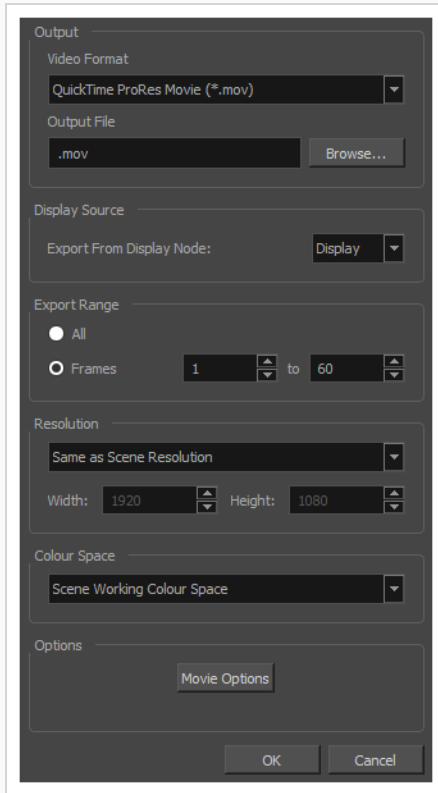 Output
Video Format
QuickTime ProRes Movie (*.mov)
Output File
.mov Browse...
Display Source
Export From Display Node: Display
Export Range
All
Frames 1 to 60
Resolution
Same as Scene Resolution
Width: 1920 Height: 1080
Colour Space
Scene Working Colour Space
Options
Movie Options
OK Cancel